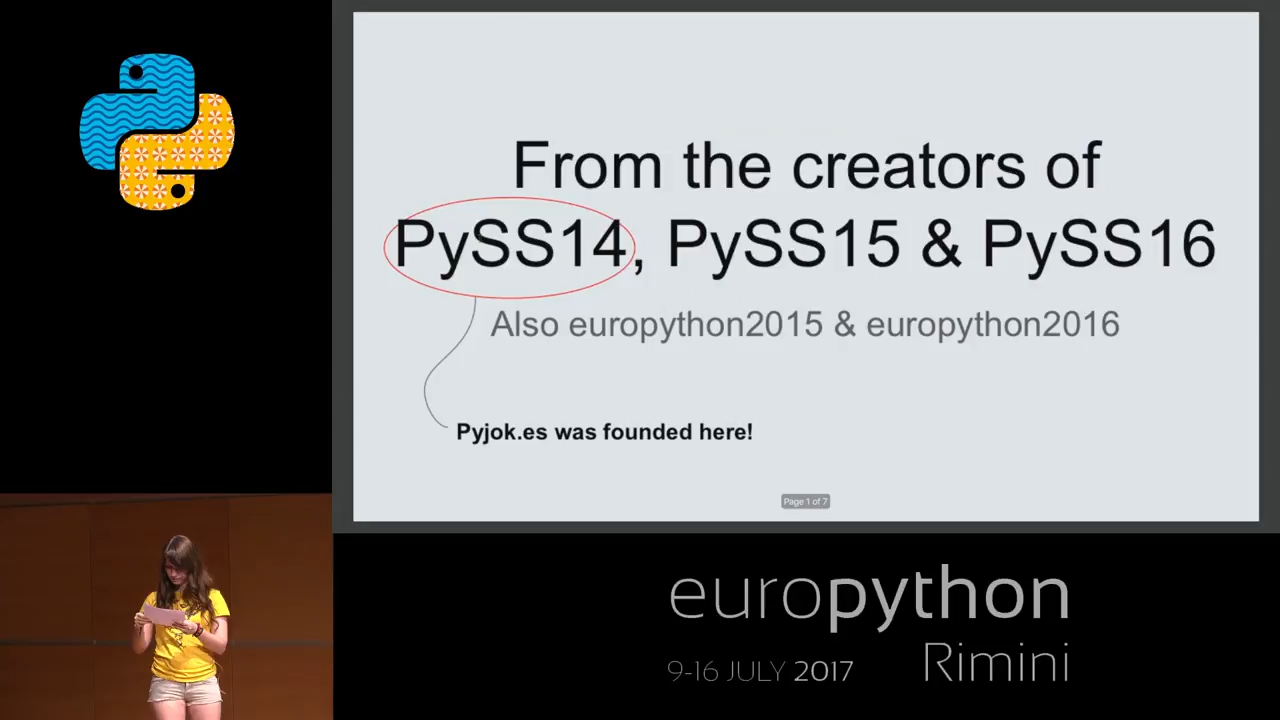 From the creators of
PySS14, PySS15 & PySS16
Also europython2015 & europython2016
Pyjok.es was founded here!
Page 1 of 7
europython
Rimini
9-16 JULY 2017